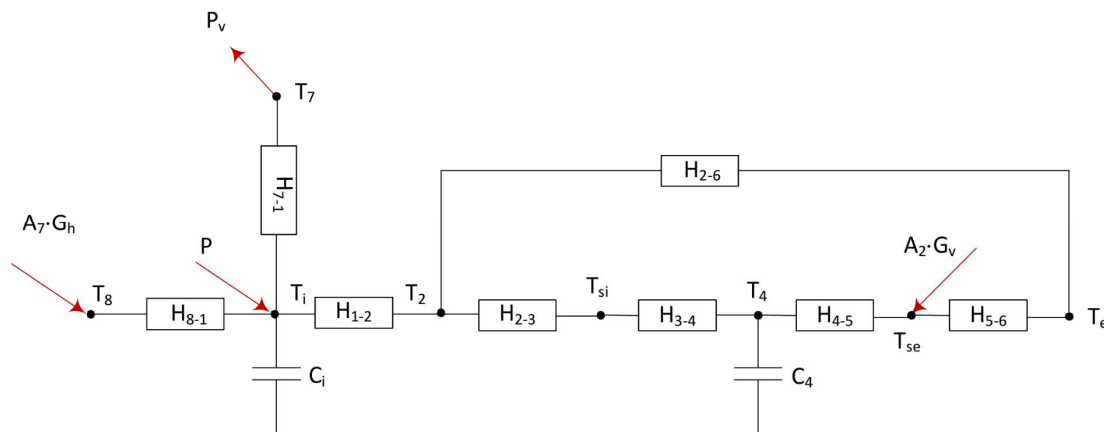 Pᵥ
T₇
H₇₋₁
H₂₋₆
A₇·Gₕ
P
A₂·Gᵥ
T₈
H₈₋₁
Tᵢ
H₁₋₂
T₂
H₂₋₃
Tsi
H₃₋₄
T₄
H₄₋₅
Tse
H₅₋₆
Tₑ
Cᵢ
C₄